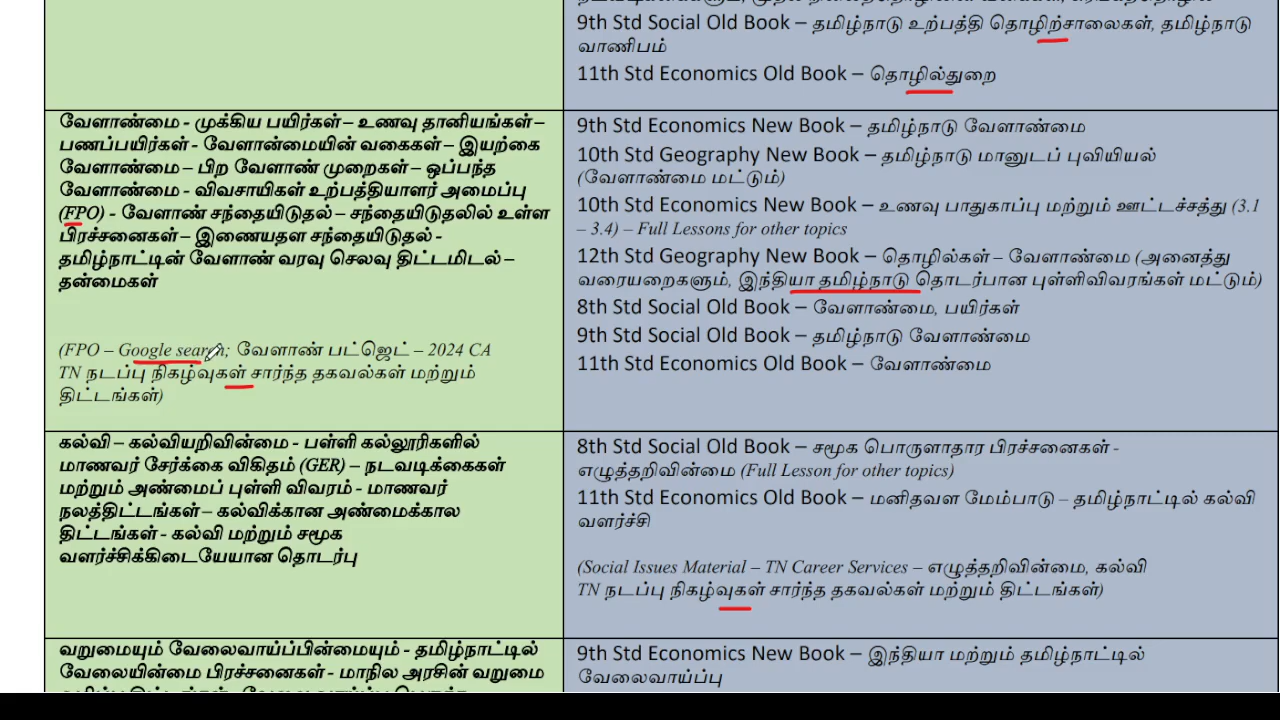 9th Std Social Old Book – தமிழ்நாடு உற்பத்தி தொழிற்சாலைகள், தமிழ்நாடு
வாணிபம்
11th Std Economics Old Book – தொழில்துறை
வேளாண்மை - முக்கிய பயிர்கள் – உணவு தானியங்கள் –
பணப்பயிர்கள் - வேளான்மையின் வகைகள் – இயற்கை
வேளாண்மை – பிற வேளாண் முறைகள் – ஒப்பந்த
வேளாண்மை - விவசாயிகள் உற்பத்தியாளர் அமைப்பு
(FPO) - வேளாண் சந்தையிடுதல் – சந்தையிடுதலில் உள்ள
பிரச்சனைகள் – இணையதள சந்தையிடுதல் -
தமிழ்நாட்டின் வேளாண் வரவு செலவு திட்டமிடல் –
தன்மைகள்
(FPO – Google search; வேளாண் பட்ஜெட் – 2024 CA
TN நடப்பு நிகழ்வுகள் சார்ந்த தகவல்கள் மற்றும்
திட்டங்கள்)
9th Std Economics New Book – தமிழ்நாடு வேளாண்மை
10th Std Geography New Book – தமிழ்நாடு மானுடப் புவியியல்
(வேளாண்மை மட்டும்)
10th Std Economics New Book – உணவு பாதுகாப்பு மற்றும் ஊட்டச்சத்து (3.1
– 3.4) – Full Lessons for other topics
12th Std Geography New Book – தொழில்கள் – வேளாண்மை (அனைத்து
வரையறைகளும், இந்தியா தமிழ்நாடு தொடர்பான புள்ளிவிவரங்கள் மட்டும்)
8th Std Social Old Book – வேளாண்மை, பயிர்கள்
9th Std Social Old Book – தமிழ்நாடு வேளாண்மை
11th Std Economics Old Book – வேளாண்மை
கல்வி – கல்வியறிவின்மை - பள்ளி கல்லூரிகளில்
மாணவர் சேர்க்கை விகிதம் (GER) – நடவடிக்கைகள்
மற்றும் அண்மைப் புள்ளி விவரம் - மாணவர்
நலத்திட்டங்கள் – கல்விக்கான அண்மைக்கால
திட்டங்கள் - கல்வி மற்றும் சமூக
வளர்ச்சிக்கிடையேயான தொடர்பு
8th Std Social Old Book – சமூக பொருளாதார பிரச்சனைகள் -
எழுத்தறிவின்மை (Full Lesson for other topics)
11th Std Economics Old Book – மனிதவள மேம்பாடு – தமிழ்நாட்டில் கல்வி
வளர்ச்சி
(Social Issues Material – TN Career Services – எழுத்தறிவின்மை, கல்வி
TN நடப்பு நிகழ்வுகள் சார்ந்த தகவல்கள் மற்றும் திட்டங்கள்)
வறுமையும் வேலைவாய்ப்பின்மையும் - தமிழ்நாட்டில்
வேலையின்மை பிரச்சனைகள் - மாநில அரசின் வறுமை
9th Std Economics New Book – இந்தியா மற்றும் தமிழ்நாட்டில்
வேலைவாய்ப்பு